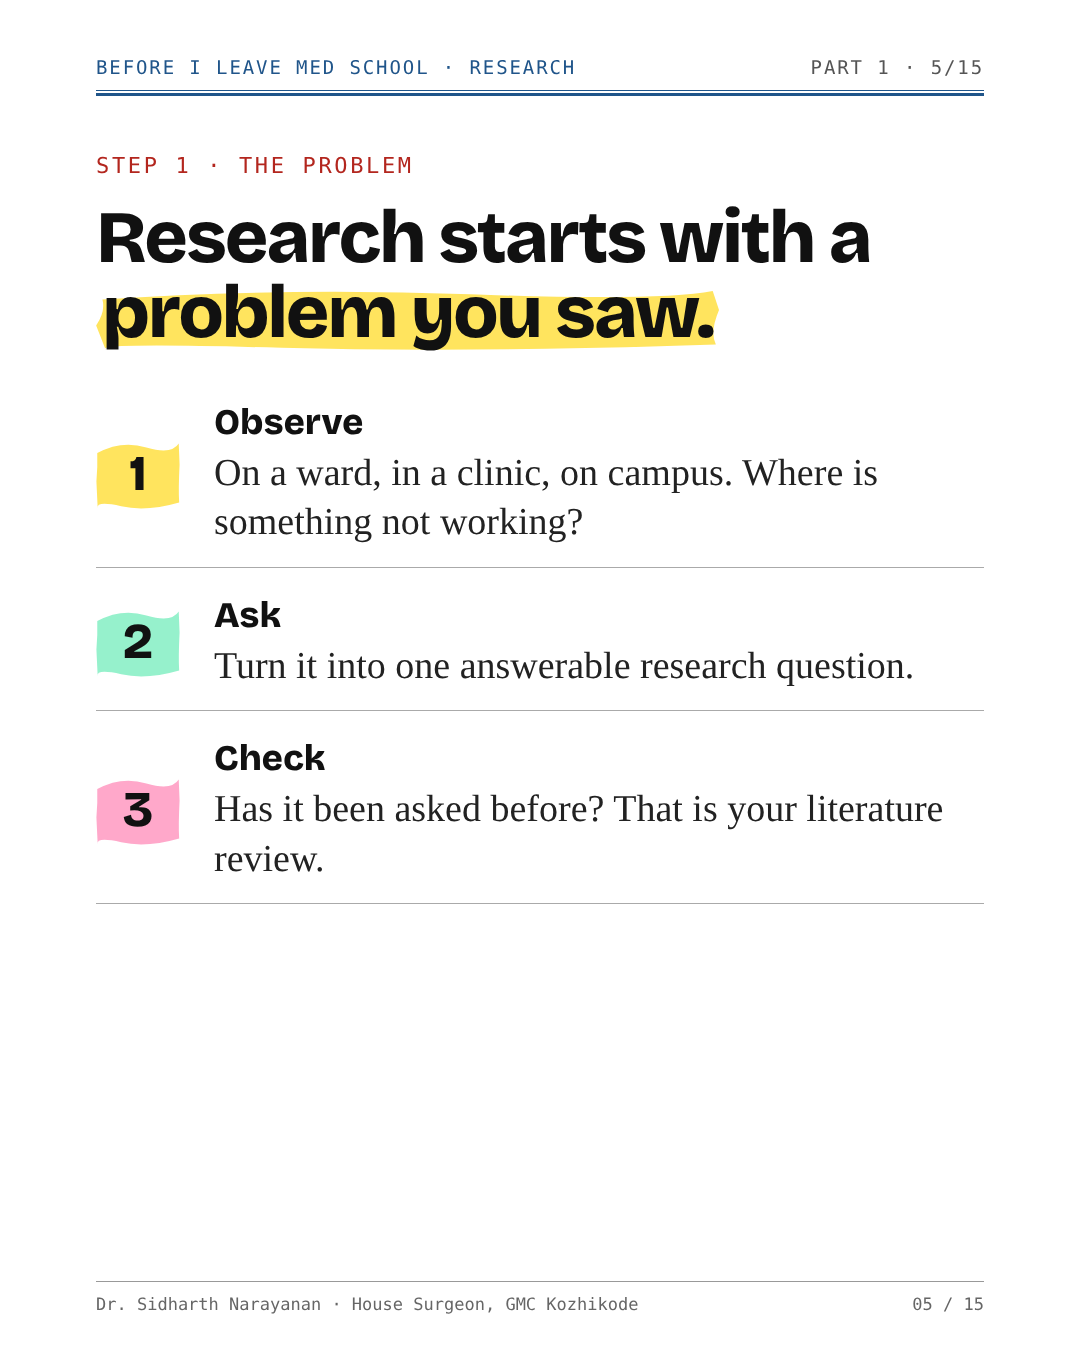 BEFORE I LEAVE MED SCHOOL · RESEARCH
PART 1 · 5/15
STEP 1 · THE PROBLEM
Research starts with a
problem you saw.
1
Observe
On a ward, in a clinic, on campus. Where is
something not working?
2
Ask
Turn it into one answerable research question.
3
Check
Has it been asked before? That is your literature
review.
Dr. Sidharth Narayanan · House Surgeon, GMC Kozhikode
05 / 15